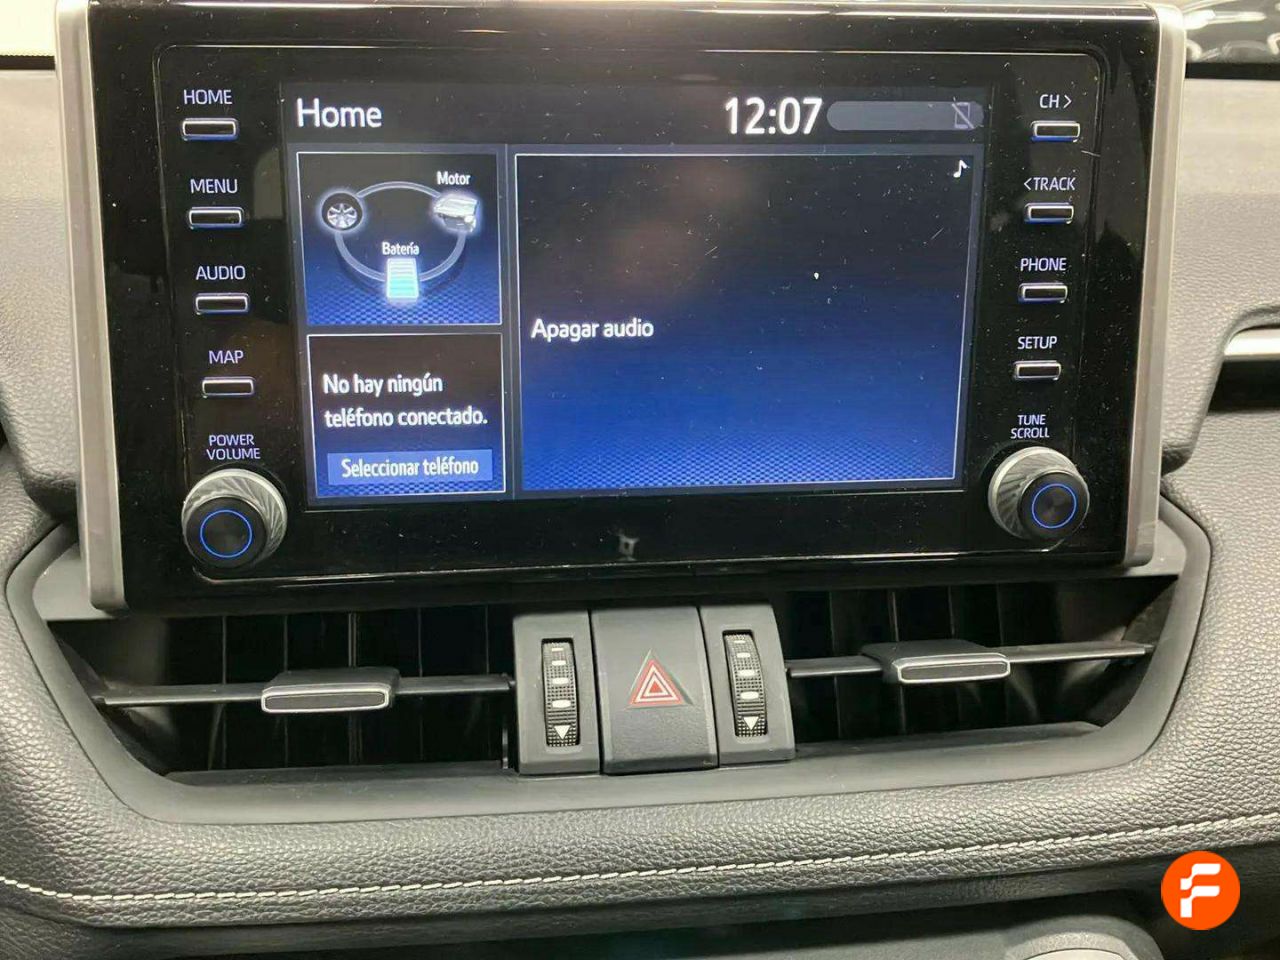 HOME
MENU
AUDIO
MAP
POWER
VOLUME
Home
12:07
Motor
Batería
No hay ningún
teléfono conectado.
Seleccionar teléfono
Apagar audio
CH >
<TRACK
PHONE
SETUP
TUNE
SCROLL